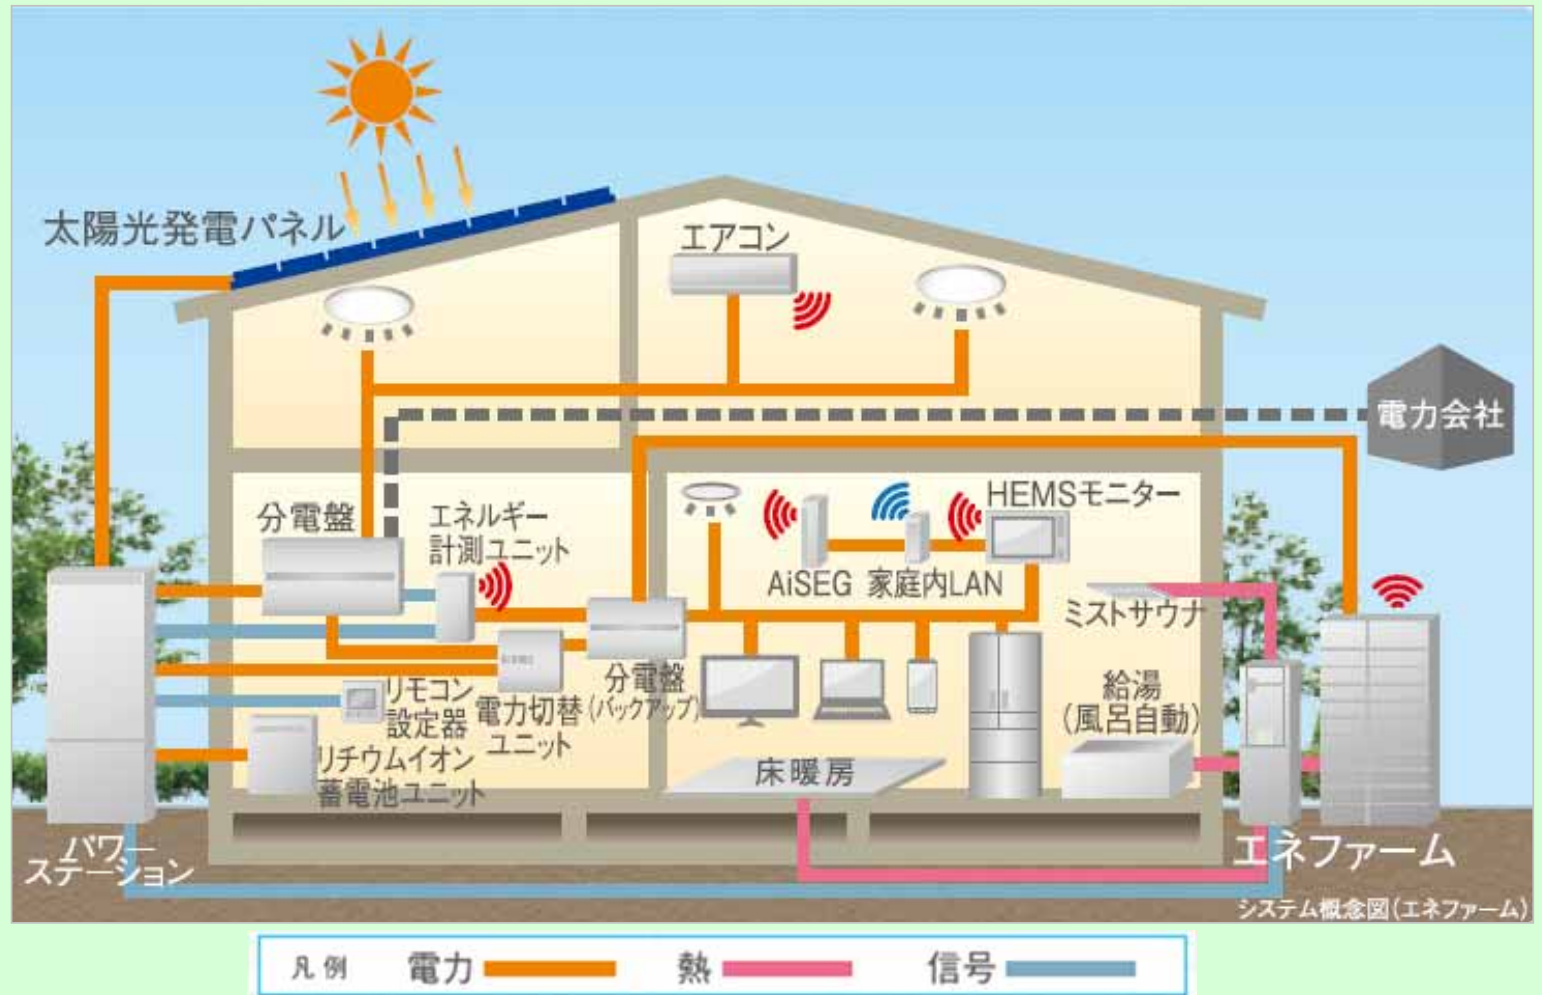 太陽光発電パネル
エアコン
電力会社
分電盤
エネルギー
計測ユニット
HEMSモニター
AiSEG
家庭内LAN
ミストサウナ
リモコン
設定器
電力切替
ユニット
分電盤
(バックアップ)
給湯
(風呂自動)
リチウムイオン
蓄電池ユニット
床暖房
パワー
ステーション
エネファーム
システム概念図(エネファーム)
凡例 電力 熱 信号